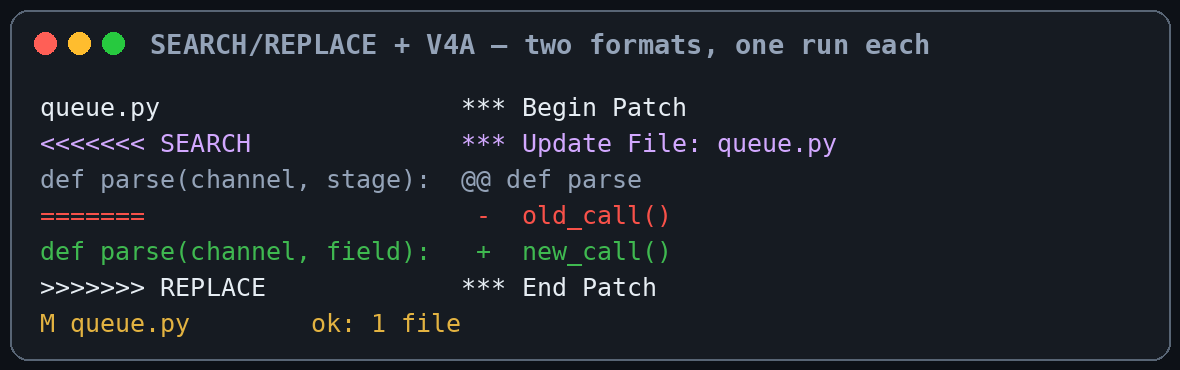 SEARCH/REPLACE + V4A — two formats, one run each
queue.py                    *** Begin Patch
<<<<<<< SEARCH              *** Update File: queue.py
def parse(channel, stage):  @@ def parse
=======                      -  old_call()
def parse(channel, field):   +  new_call()
>>>>>>> REPLACE             *** End Patch
M queue.py        ok: 1 file